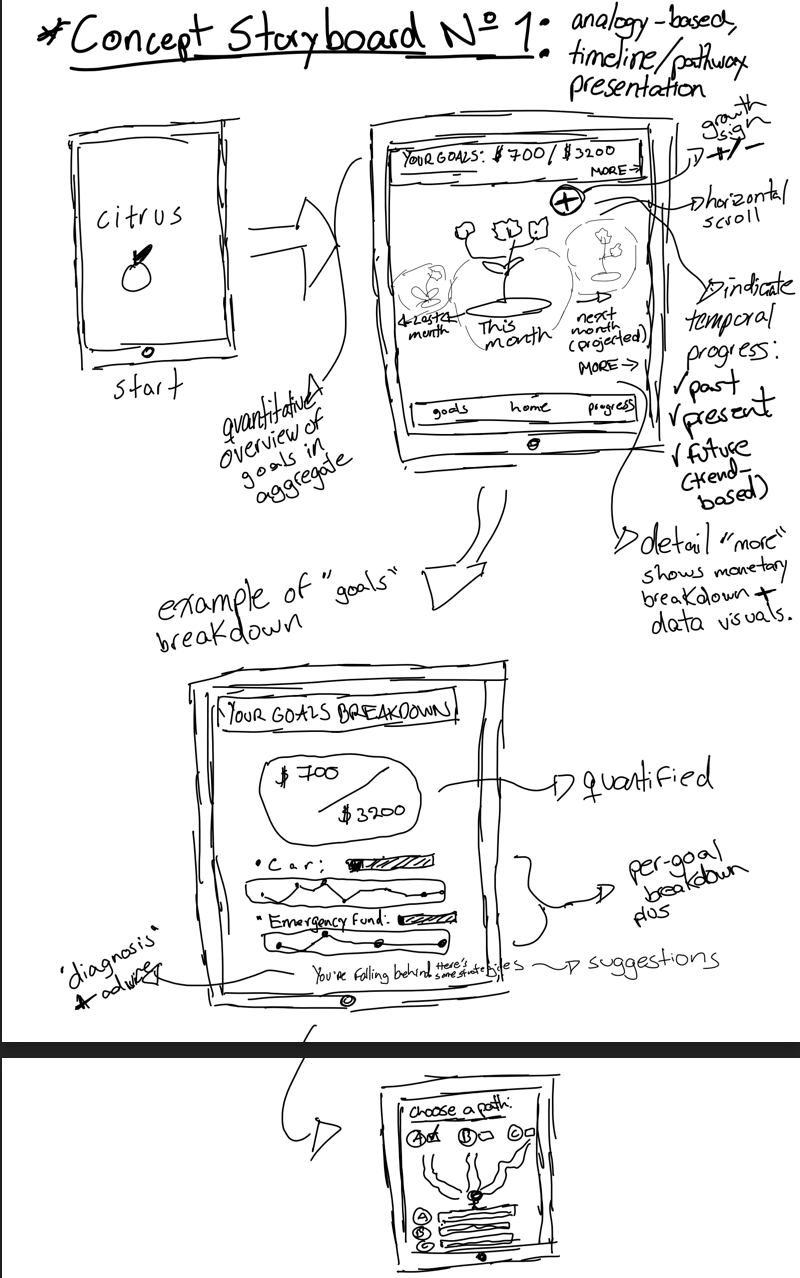 *Concept Storyboard Nº 1:
analogy-based,
timeline/pathway
presentation
citrus
start
YOUR GOALS: $700/$3200
MORE→
growth
sign
+/-
horizontal
scroll
Last
month
This
month
next
month
(projected)
MORE→
goals home progress
indicate
temporal
progress:
✓past
✓present
✓future
(trend-
based)
quantitative
overview of
goals in
aggregate
detail "more"
shows monetary
breakdown +
data visuals.
example of "goals"
breakdown
YOUR GOALS BREAKDOWN
$700
$3200
quantified
• Car:
• Emergency Fund:
per-goal
breakdown
plus
You're falling behind. Here's
some strategies
suggestions
"diagnosis"
+ advice
Choose a path:
A B C
A
B
C